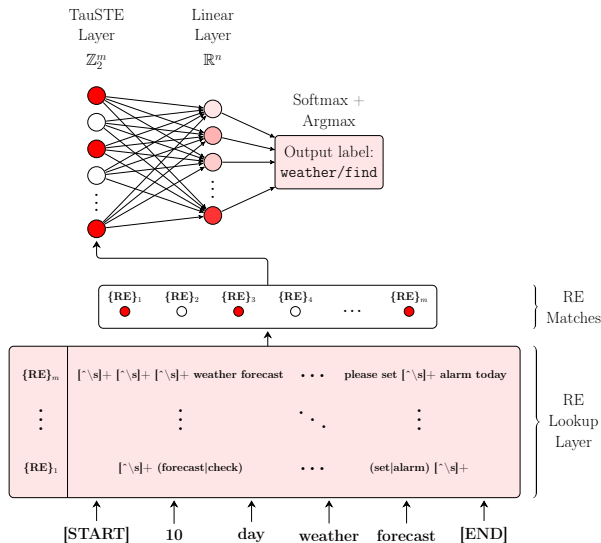 TauSTE Layer ℤ₂ᵐ
Linear Layer ℝⁿ
Softmax + Argmax
Output label:
weather/find
{RE}₁ {RE}₂ {RE}₃ {RE}₄ ··· {RE}ₘ
RE Matches
{RE}ₘ [^\s]+ [^\s]+ [^\s]+ weather forecast ··· please set [^\s]+ alarm today
RE Lookup Layer
{RE}₁ [^\s]+ (forecast|check) ··· (set|alarm) [^\s]+
[START] 10 day weather forecast [END]